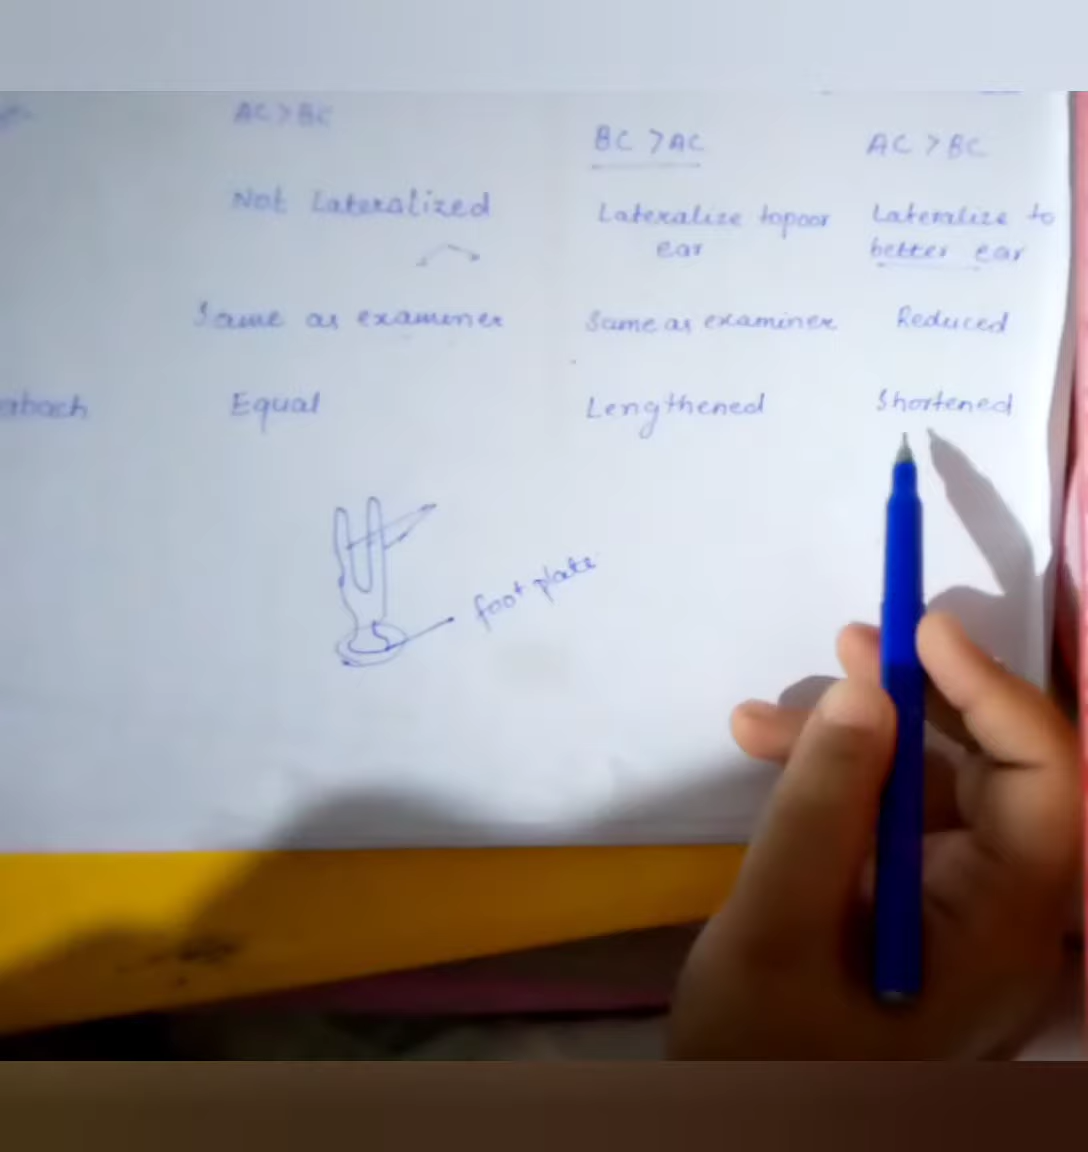 AC > BC
BC > AC
AC > BC
Not Lateralized
Lateralize to poor
ear
Lateralize to
better ear
Same as examiner
Same as examiner
Reduced
Equal
Lengthened
Shortened
foot plate